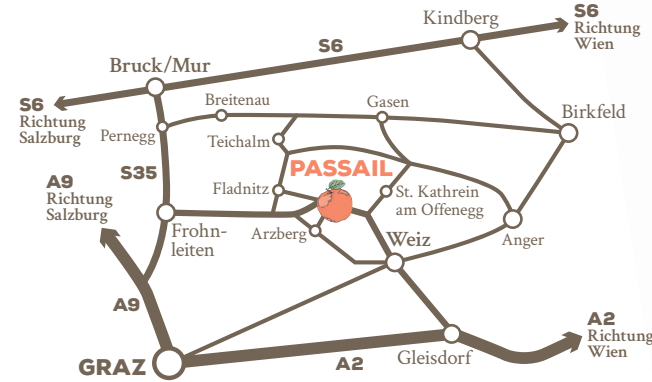 S6
Richtung
Wien
Kindberg
S6
Bruck/Mur
S6
Richtung
Salzburg
Breitenau
Gasen
Birkfeld
Pernegg
Teichalm
PASSAIL
S35
A9
Richtung
Salzburg
Fladnitz
St. Kathrein
am Offenegg
Frohn-
leiten
Arzberg
Weiz
Anger
A9
A2
Richtung
Wien
GRAZ
A2
Gleisdorf